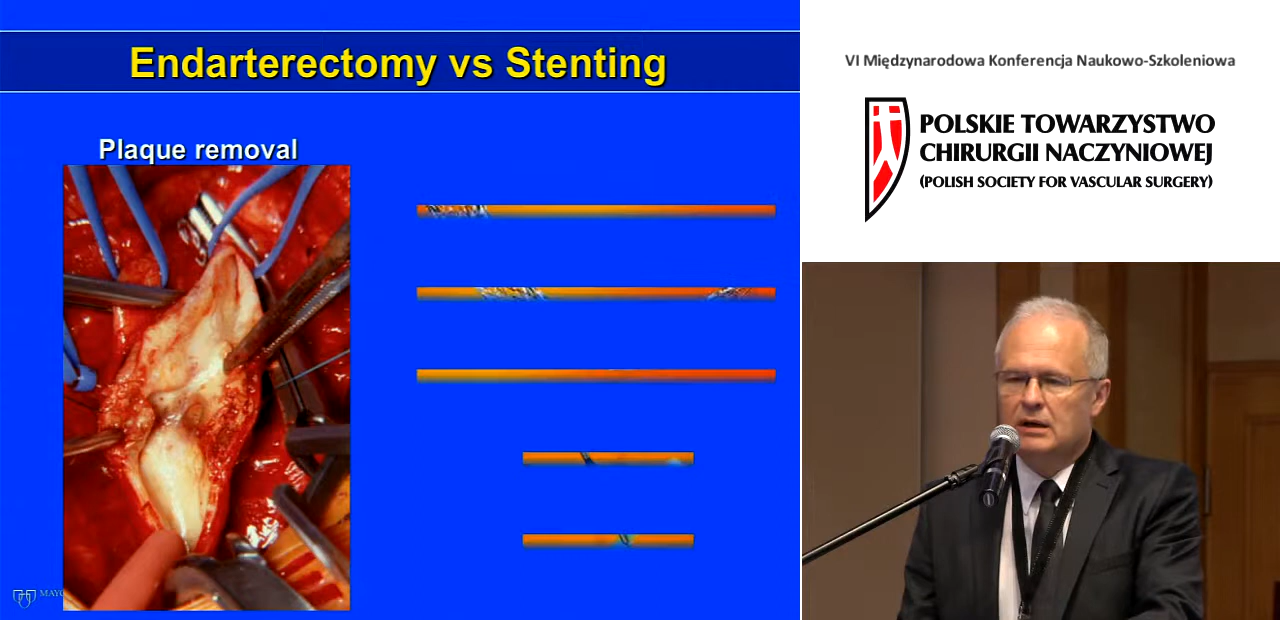 Endarterectomy vs Stenting
Plaque removal
VI Międzynarodowa Konferencja Naukowo-Szkoleniowa
POLSKIE TOWARZYSTWO
CHIRURGII NACZYNIOWEJ
(POLISH SOCIETY FOR VASCULAR SURGERY)